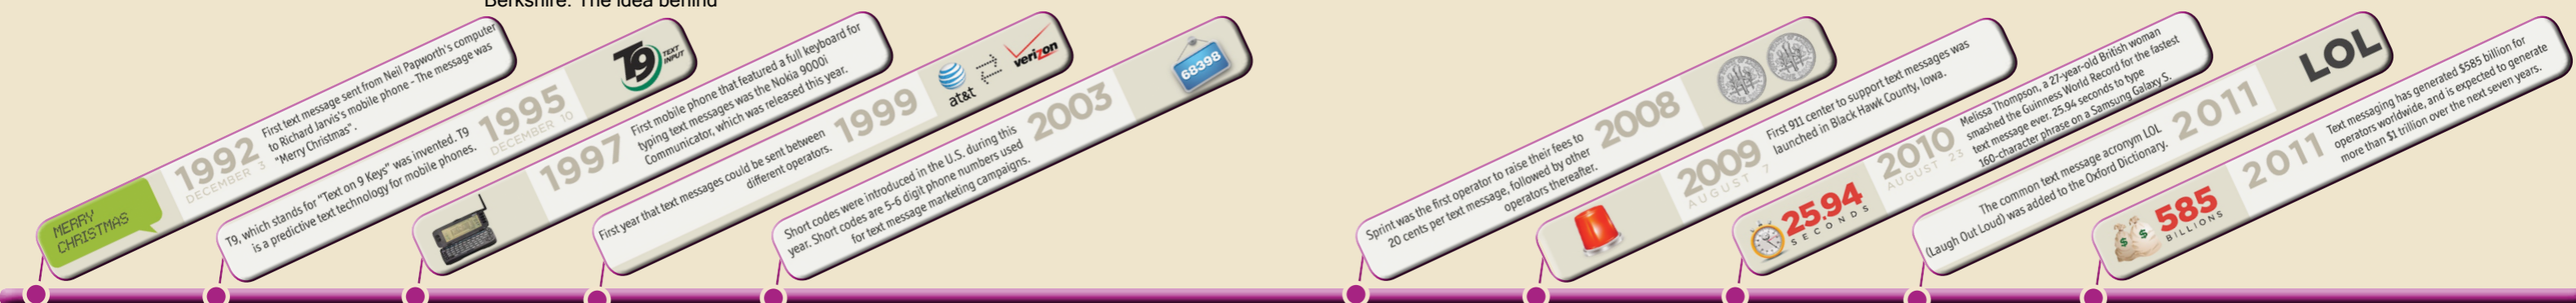 Berkshire. The idea behind
MERRY
CHRISTMAS
1992
DECEMBER 3
First text message sent from Neil Papworth's computer
to Richard Jarvis's mobile phone - The message was
"Merry Christmas".
T9, which stands for "Text on 9 Keys" was invented. T9
is a predictive text technology for mobile phones.
1995
DECEMBER 10
T9 TEXT
INPUT
1997
First mobile phone that featured a full keyboard for
typing text messages was the Nokia 9000i
Communicator, which was released this year.
First year that text messages could be sent between
different operators.
1999
at&t
verizon
Short codes were introduced in the U.S. during this
year. Short codes are 5-6 digit phone numbers used
for text message marketing campaigns.
2003
68398
Sprint was the first operator to raise their fees to
20 cents per text message, followed by other
operators thereafter.
2008
2009
AUGUST 7
First 911 center to support text messages was
launched in Black Hawk County, Iowa.
25.94
SECONDS
2010
AUGUST 23
Melissa Thompson, a 27-year-old British woman
smashed the Guinness World Record for the fastest
text message ever. 25.94 seconds to type
160-character phrase on a Samsung Galaxy S.
The common text message acronym LOL
(Laugh Out Loud) was added to the Oxford Dictionary.
2011
LOL
585
BILLIONS
2011
Text messaging has generated $585 billion for
operators worldwide, and is expected to generate
more than $1 trillion over the next seven years.